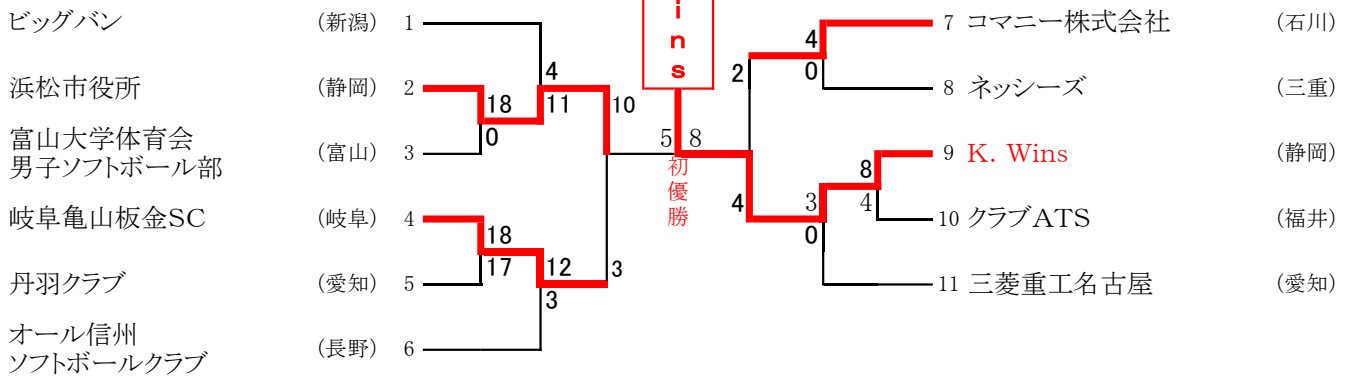 ビッグバン (新潟) 1
浜松市役所 (静岡) 2
富山大学体育会
男子ソフトボール部 (富山) 3
岐阜亀山板金SC (岐阜) 4
丹羽クラブ (愛知) 5
オール信州
ソフトボールクラブ (長野) 6
4
18 11
0
10
18
17 12
3
3
i
n
s
5 8
初
優
勝
2
4
4
0
8
3 4
0
7 コマニー株式会社 (石川)
8 ネッシーズ (三重)
9 K. Wins (静岡)
10 クラブATS (福井)
11 三菱重工名古屋 (愛知)